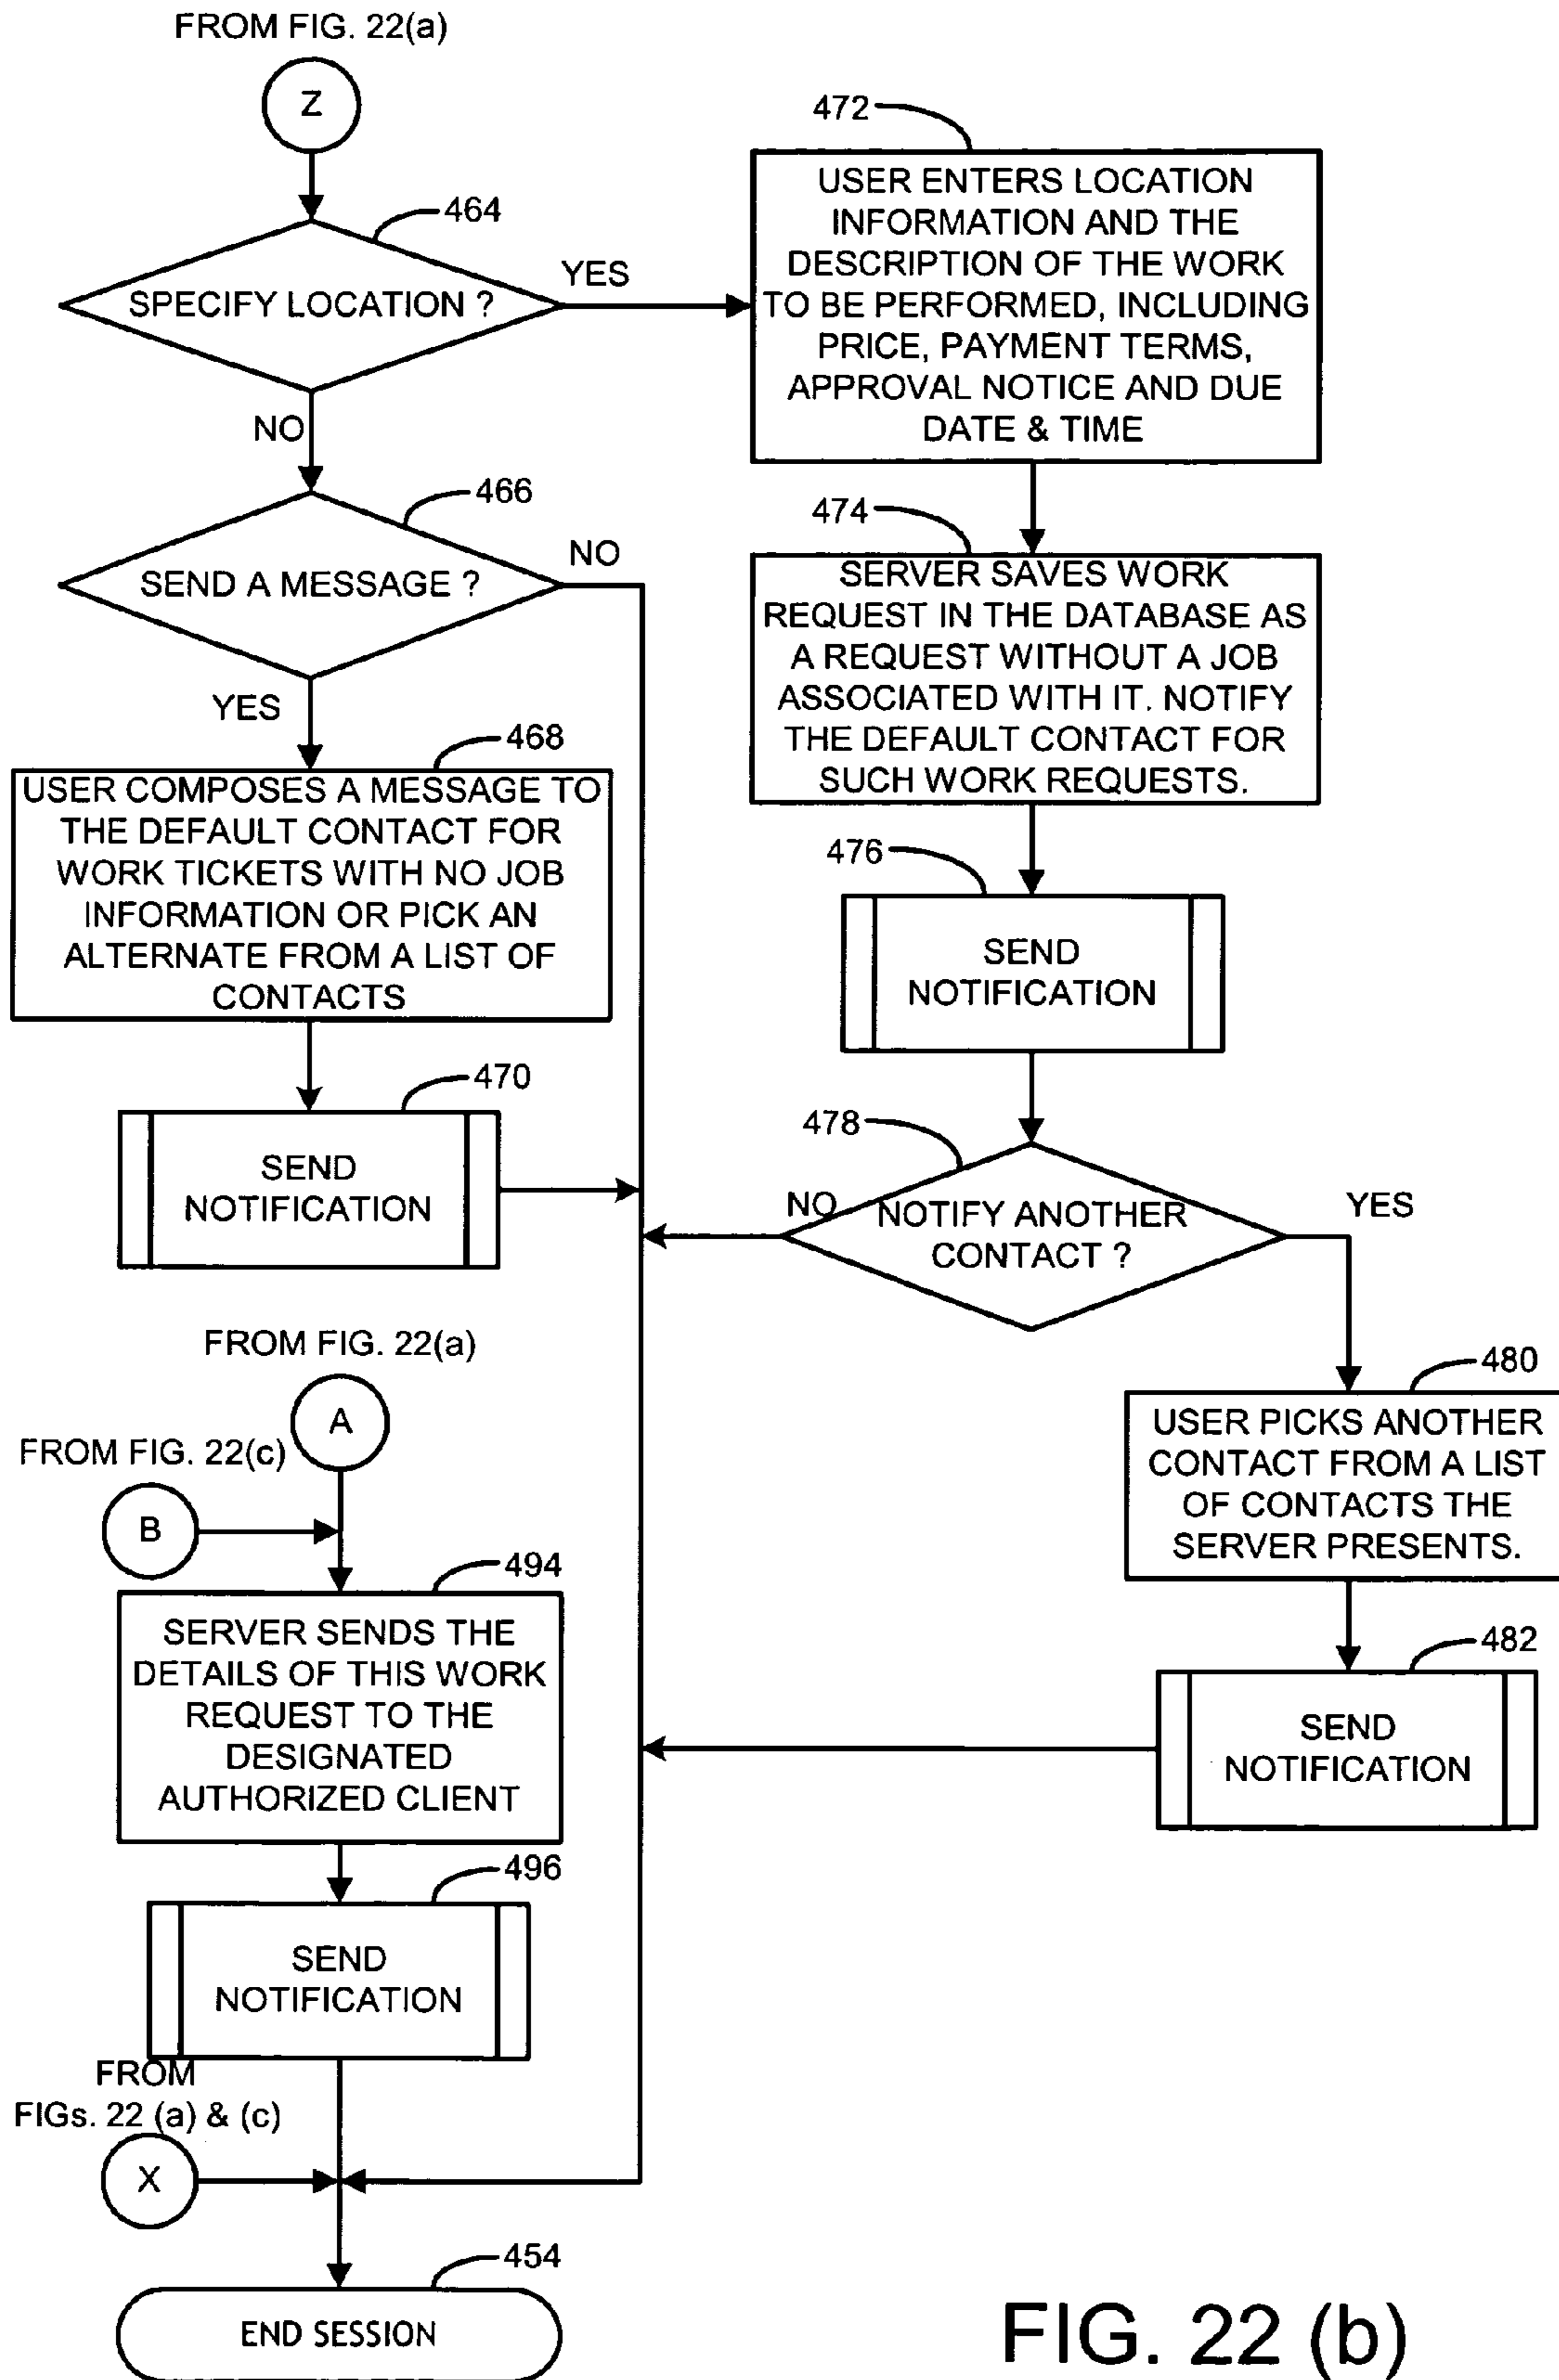 FROM FIG. 22(a)
Z
464
SPECIFY LOCATION ?
YES
NO
466
SEND A MESSAGE ?
NO
YES
468
USER COMPOSES A MESSAGE TO
THE DEFAULT CONTACT FOR
WORK TICKETS WITH NO JOB
INFORMATION OR PICK AN
ALTERNATE FROM A LIST OF
CONTACTS
470
SEND
NOTIFICATION
472
USER ENTERS LOCATION
INFORMATION AND THE
DESCRIPTION OF THE WORK
TO BE PERFORMED, INCLUDING
PRICE, PAYMENT TERMS,
APPROVAL NOTICE AND DUE
DATE & TIME
474
SERVER SAVES WORK
REQUEST IN THE DATABASE AS
A REQUEST WITHOUT A JOB
ASSOCIATED WITH IT. NOTIFY
THE DEFAULT CONTACT FOR
SUCH WORK REQUESTS.
476
SEND
NOTIFICATION
478
NO
NOTIFY ANOTHER
CONTACT ?
YES
480
USER PICKS ANOTHER
CONTACT FROM A LIST
OF CONTACTS THE
SERVER PRESENTS.
482
SEND
NOTIFICATION
FROM FIG. 22(a)
A
FROM FIG. 22(c)
B
494
SERVER SENDS THE
DETAILS OF THIS WORK
REQUEST TO THE
DESIGNATED
AUTHORIZED CLIENT
496
SEND
NOTIFICATION
FROM
FIGs. 22 (a) & (c)
X
454
END SESSION
FIG. 22 (b)